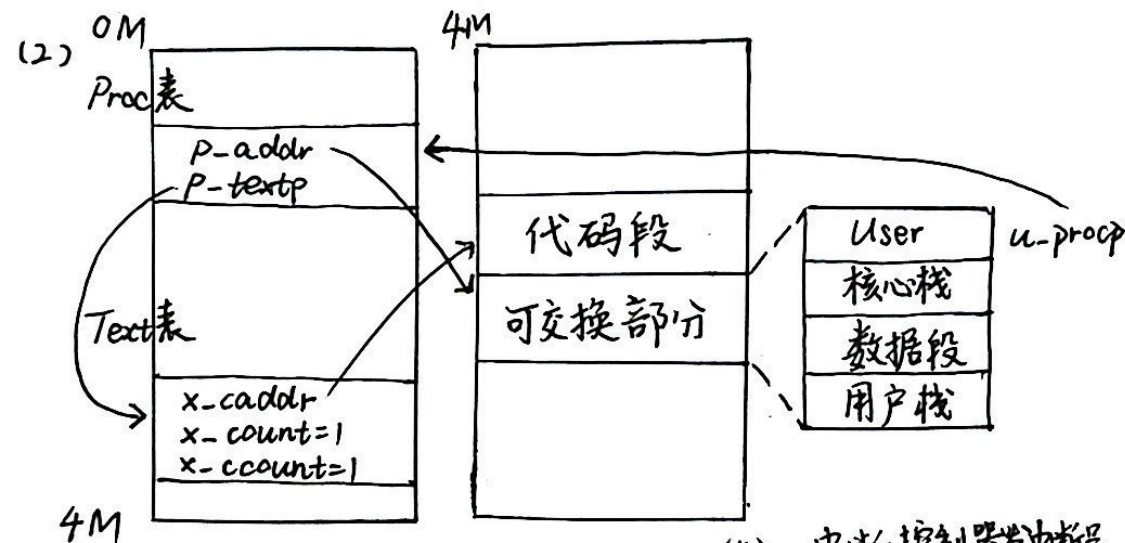 (2)
0M
4M
Proc表
p-addr
p-textp
代码段
可交换部分
User
u-procp
核心栈
数据段
用户栈
Text表
x-caddr
x-count=1
x-ccount=1
4M